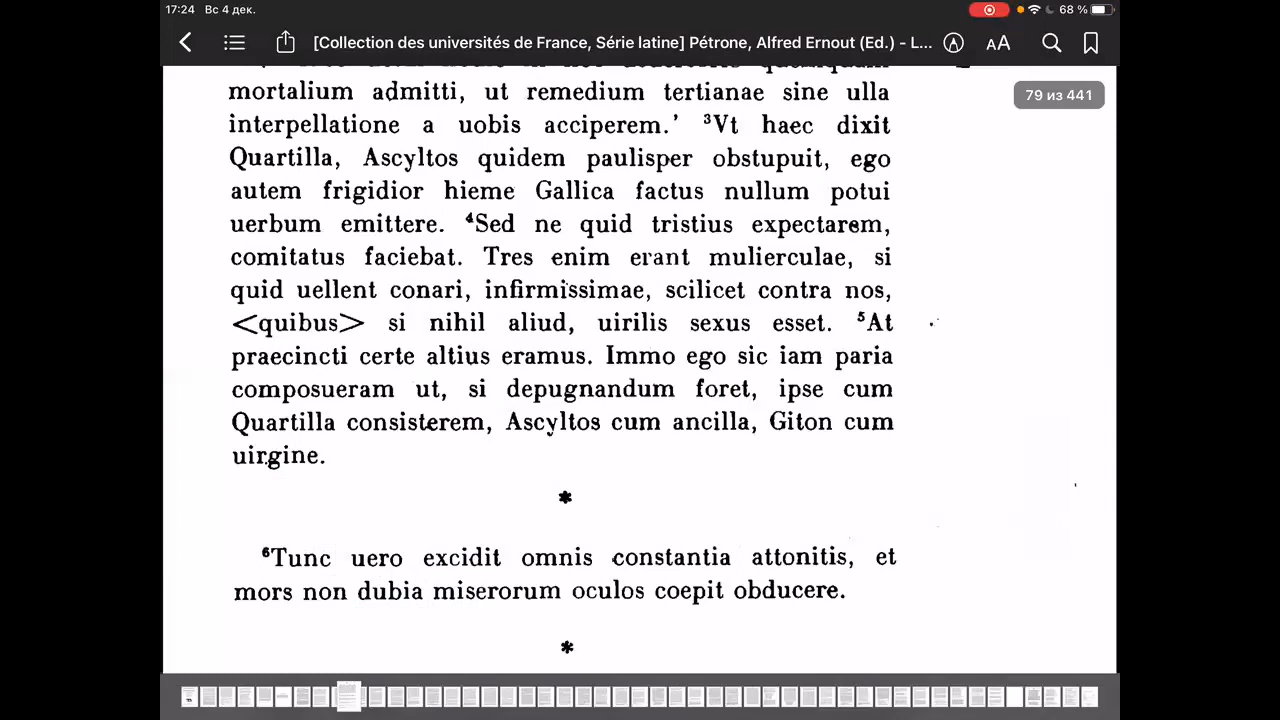 17:24 Вс 4 дек. 68 %
[Collection des universités de France, Série latine] Pétrone, Alfred Ernout (Ed.) - L...
AA
79 из 441
mortalium admitti, ut remedium tertianae sine ulla
interpellatione a uobis acciperem.' ³Vt haec dixit
Quartilla, Ascyltos quidem paulisper obstupuit, ego
autem frigidior hieme Gallica factus nullum potui
uerbum emittere. ⁴Sed ne quid tristius expectarem,
comitatus faciebat. Tres enim erant mulierculae, si
quid uellent conari, infirmissimae, scilicet contra nos,
<quibus> si nihil aliud, uirilis sexus esset. ⁵At
praecincti certe altius eramus. Immo ego sic iam paria
composueram ut, si depugnandum foret, ipse cum
Quartilla consisterem, Ascyltos cum ancilla, Giton cum
uirgine.
*
⁶Tunc uero excidit omnis constantia attonitis, et
mors non dubia miserorum oculos coepit obducere.
*